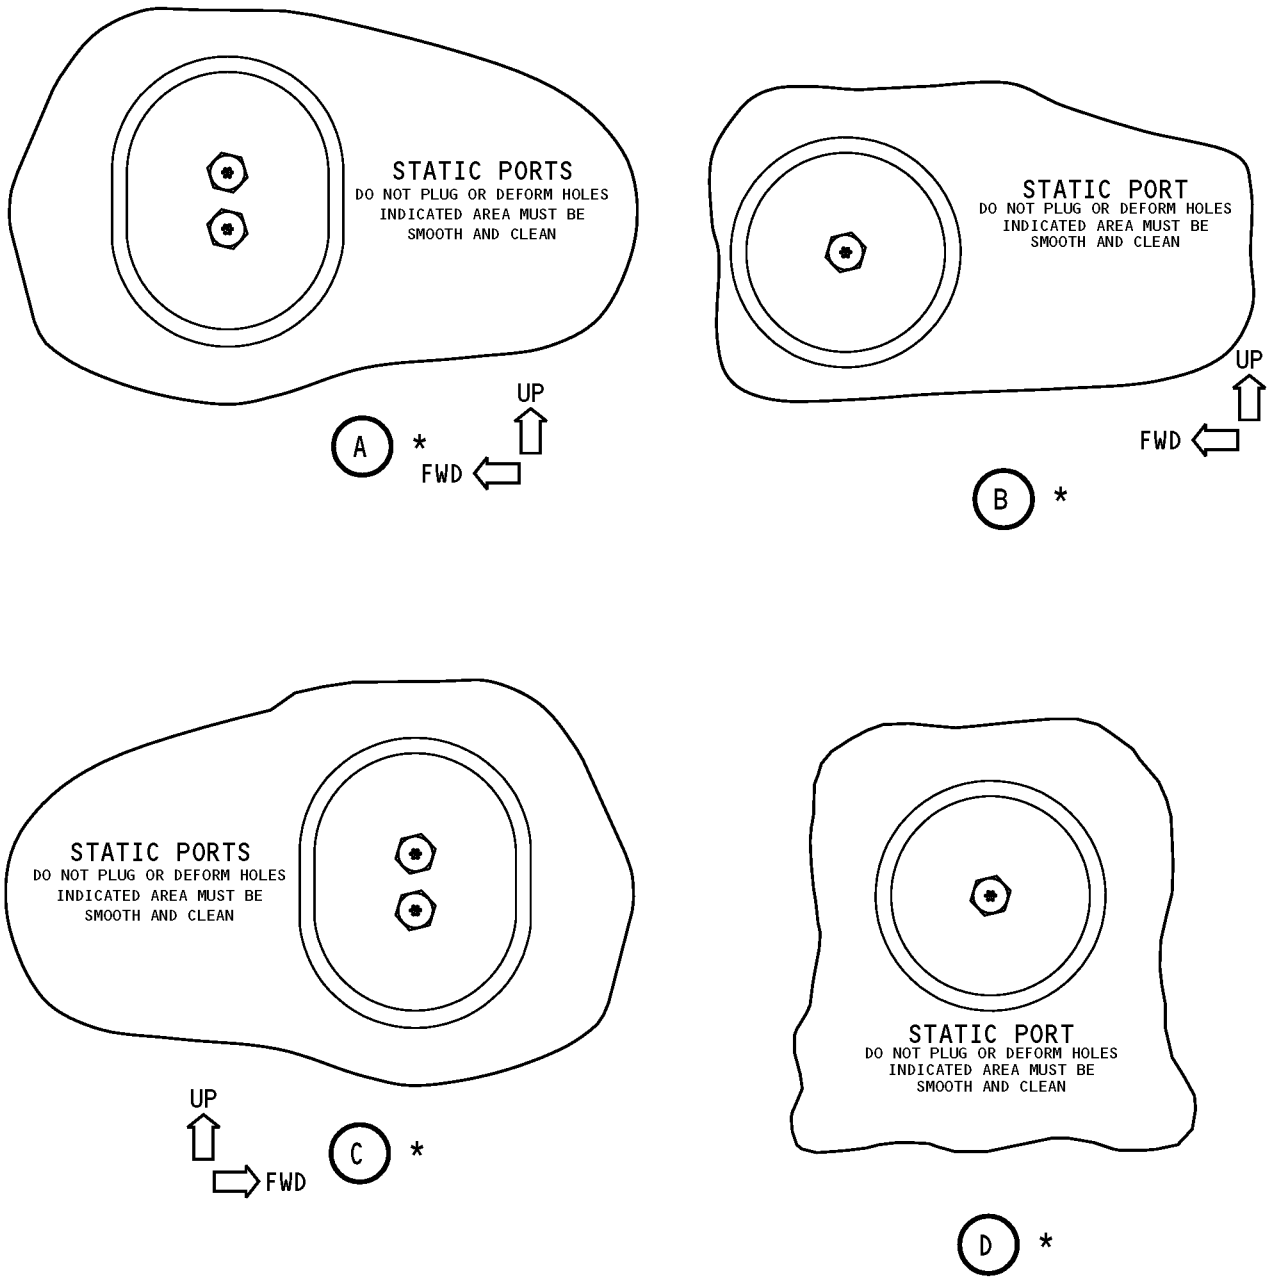 STATIC PORTS
DO NOT PLUG OR DEFORM HOLES
INDICATED AREA MUST BE
SMOOTH AND CLEAN
UP
FWD
A *
STATIC PORT
DO NOT PLUG OR DEFORM HOLES
INDICATED AREA MUST BE
SMOOTH AND CLEAN
UP
FWD
B *
STATIC PORTS
DO NOT PLUG OR DEFORM HOLES
INDICATED AREA MUST BE
SMOOTH AND CLEAN
UP
FWD
C *
STATIC PORT
DO NOT PLUG OR DEFORM HOLES
INDICATED AREA MUST BE
SMOOTH AND CLEAN
D *